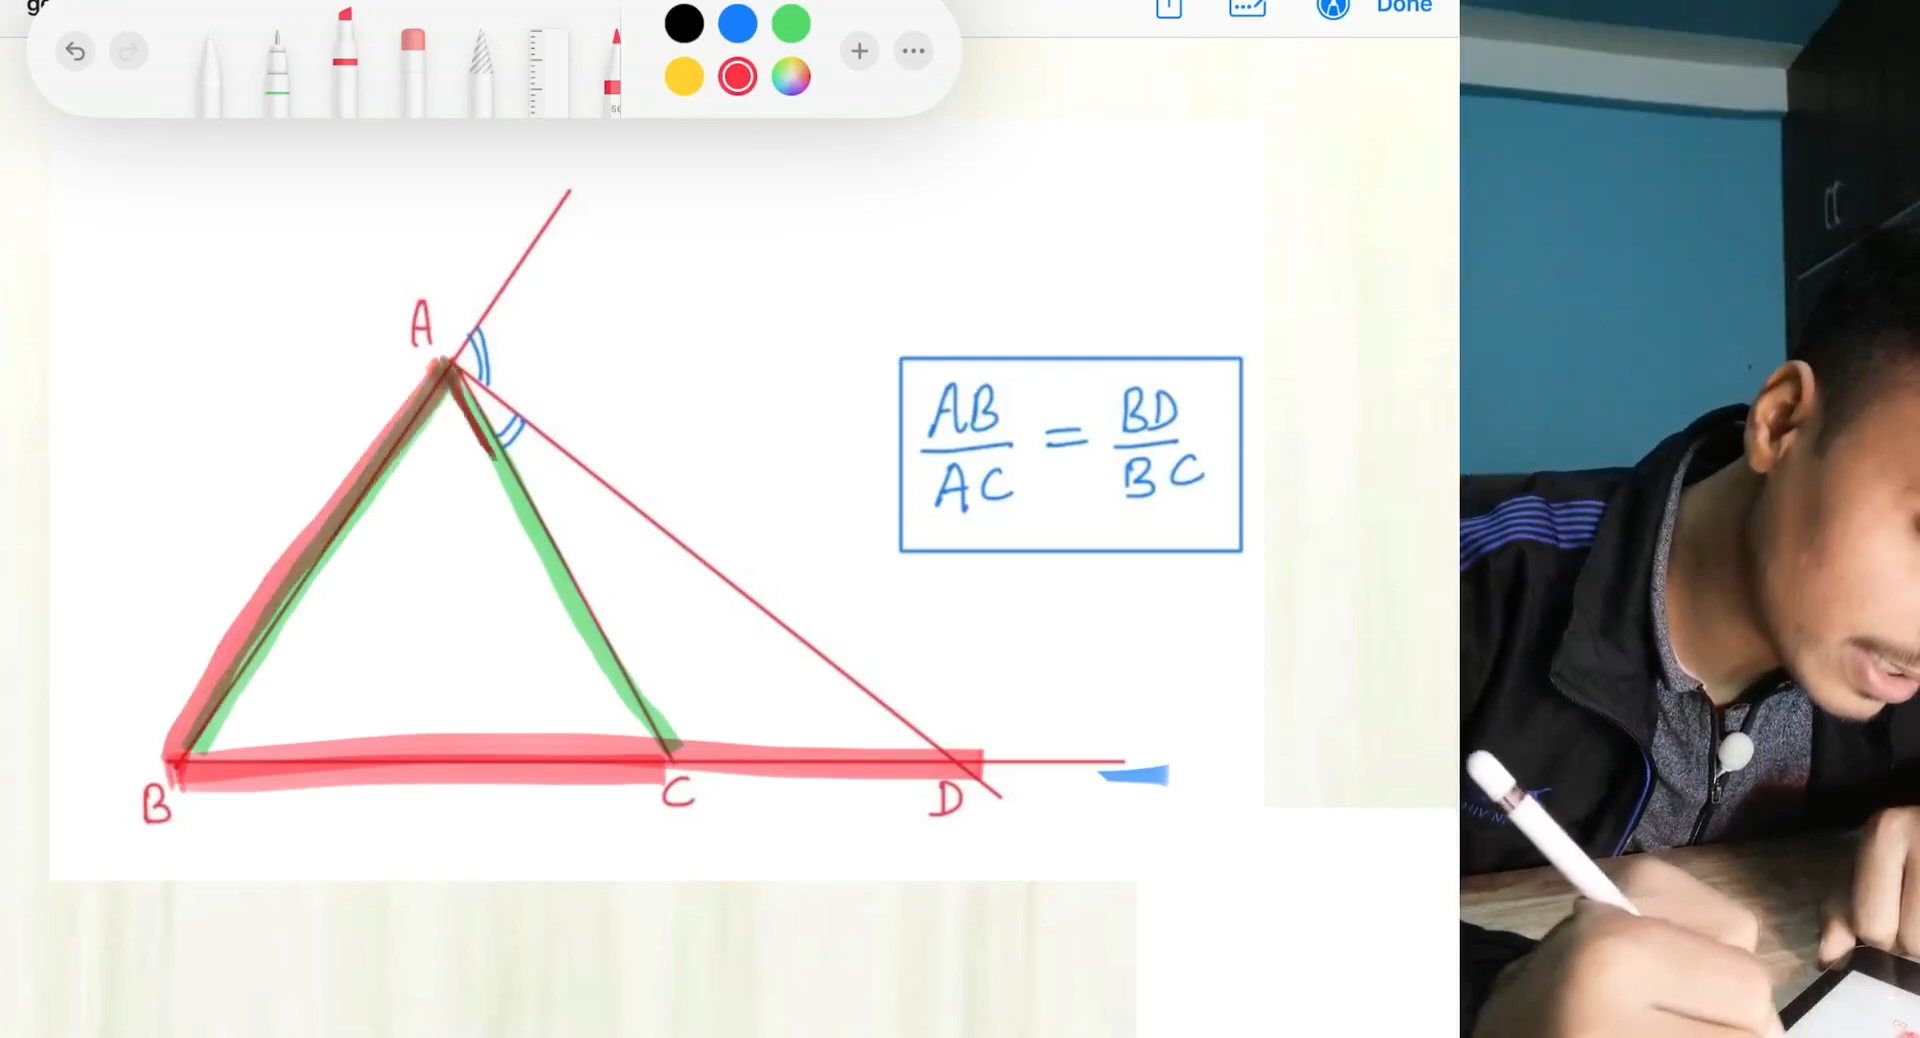 Done
A
AB = BD
AC BC
B C D